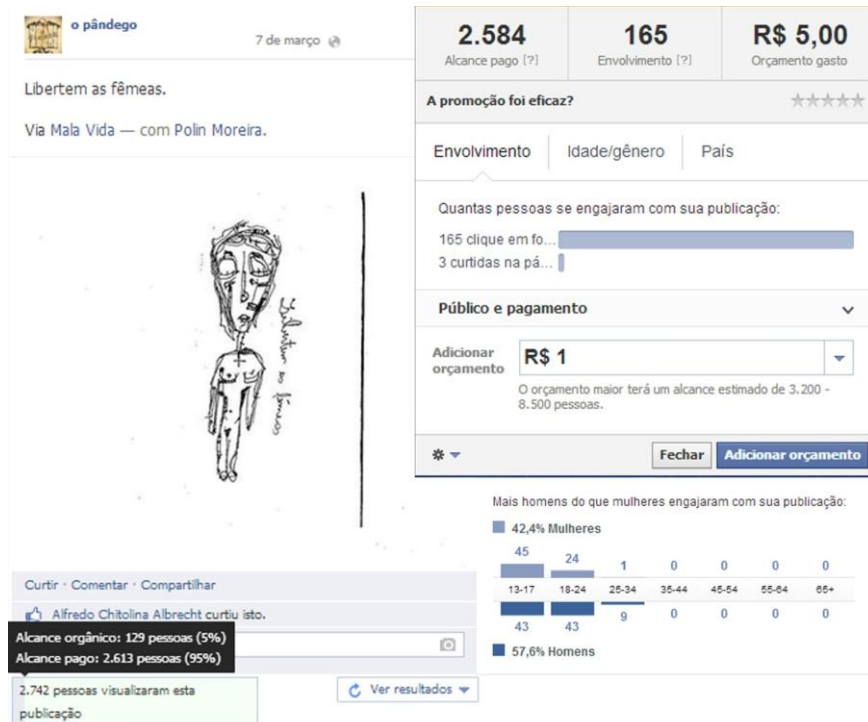 o pândego
7 de março
Libertem as fêmeas.
Via Mala Vida — com Polin Moreira.
Libertem as fêmeas
Curtir · Comentar · Compartilhar
Alfredo Chitolina Albrecht curtiu isto.
Alcance orgânico: 129 pessoas (5%)
Alcance pago: 2.613 pessoas (95%)
2.742 pessoas visualizaram esta
publicação
Ver resultados
2.584 165 R$ 5,00
Alcance pago [?] Envolvimento [?] Orçamento gasto
A promoção foi eficaz?
Envolvimento Idade/gênero País
Quantas pessoas se engajaram com sua publicação:
165 clique em fo...
3 curtidas na pá...
Público e pagamento
Adicionar
orçamento
R$ 1
O orçamento maior terá um alcance estimado de 3.200 -
8.500 pessoas.
Fechar Adicionar orçamento
Mais homens do que mulheres engajaram com sua publicação:
42,4% Mulheres
45 24 1 0 0 0 0
13-17 18-24 25-34 35-44 45-54 55-64 65+
43 43 9 0 0 0 0
57,6% Homens